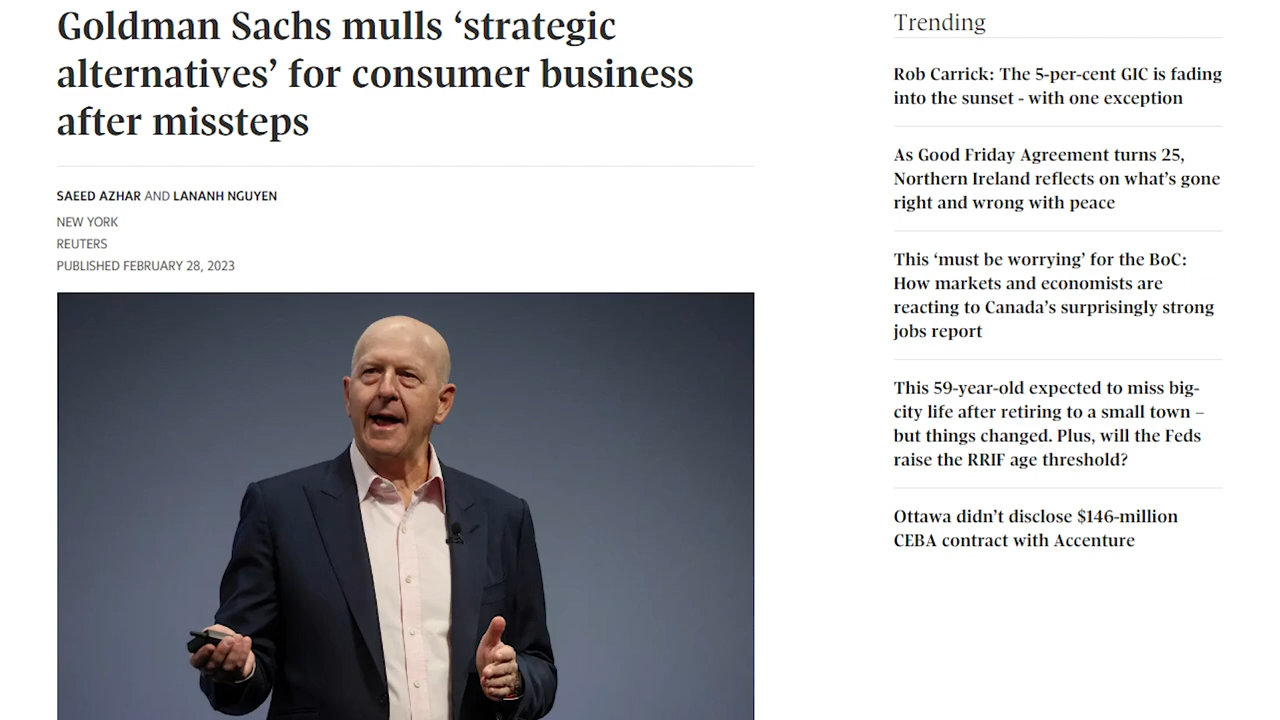 Goldman Sachs mulls ‘strategic
alternatives’ for consumer business
after missteps
SAEED AZHAR AND LANANH NGUYEN
NEW YORK
REUTERS
PUBLISHED FEBRUARY 28, 2023
Trending
Rob Carrick: The 5-per-cent GIC is fading
into the sunset - with one exception
As Good Friday Agreement turns 25,
Northern Ireland reflects on what’s gone
right and wrong with peace
This ‘must be worrying’ for the BoC:
How markets and economists are
reacting to Canada’s surprisingly strong
jobs report
This 59-year-old expected to miss big-
city life after retiring to a small town –
but things changed. Plus, will the Feds
raise the RRIF age threshold?
Ottawa didn’t disclose $146-million
CEBA contract with Accenture